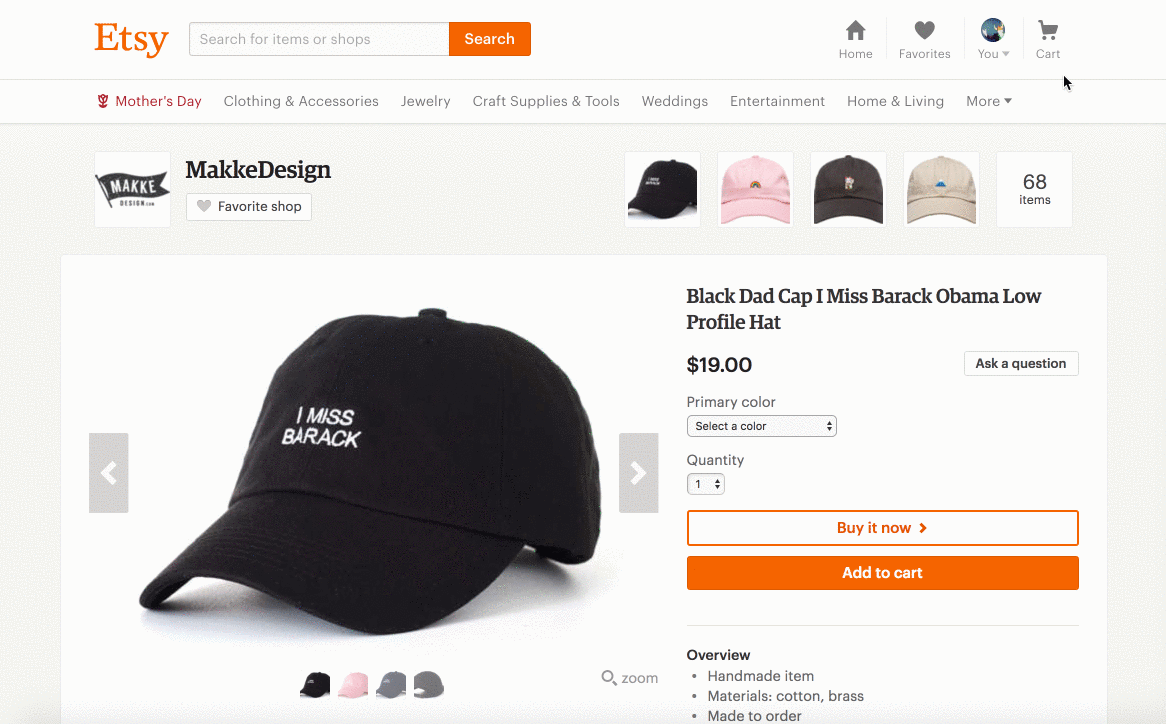 Etsy
Search for items or shops
Search
Home
Favorites
You
Cart
Mother's Day
Clothing & Accessories
Jewelry
Craft Supplies & Tools
Weddings
Entertainment
Home & Living
More
MAKKE
DESIGN.COM
MakkeDesign
Favorite shop
I MISS
BARACK
68
items
I MISS
BARACK
Black Dad Cap I Miss Barack Obama Low
Profile Hat
$19.00
Ask a question
Primary color
Select a color
Quantity
1
Buy it now
Add to cart
zoom
Overview
• Handmade item
• Materials: cotton, brass
• Made to order